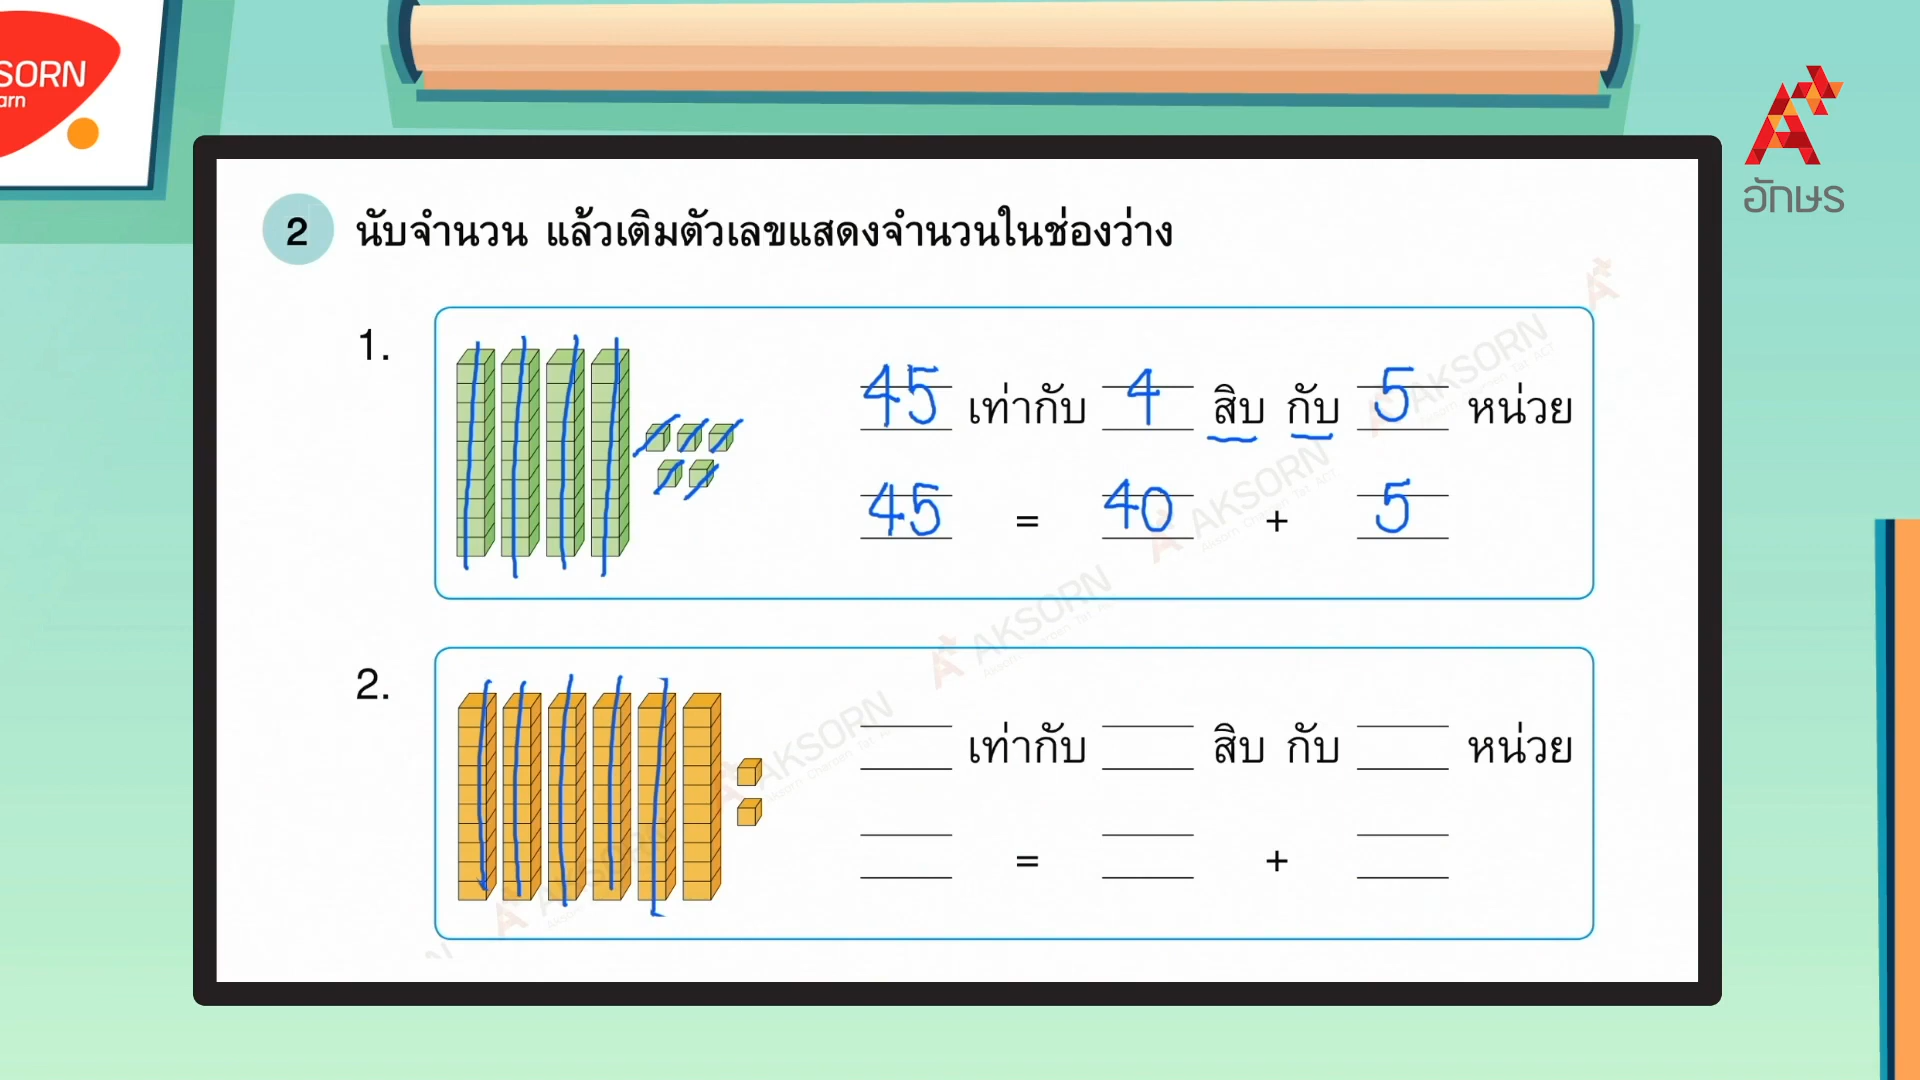 SORN
arn
อักษร
2 นับจำนวน แล้วเติมตัวเลขแสดงจำนวนในช่องว่าง
1.
45 เท่ากับ 4 สิบ กับ 5 หน่วย
45 = 40 + 5
2.
เท่ากับ สิบ กับ หน่วย
= +
AKSORN
AKSORN
AKSORN
AKSORN